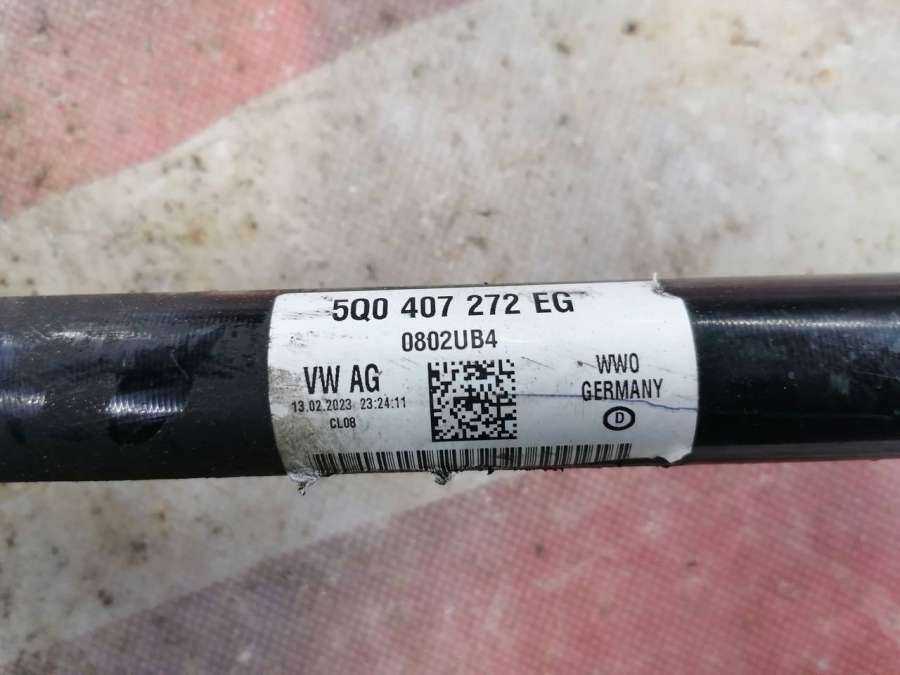 5Q0 407 272 EG
0802UB4
VW AG
13.02.2023 23:24:11
CL08
WWO
GERMANY
D